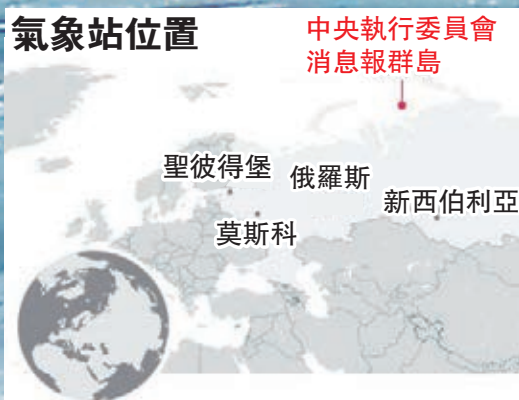 氣象站位置
中央執行委員會
消息報群島
聖彼得堡
俄羅斯
新西伯利亞
莫斯科